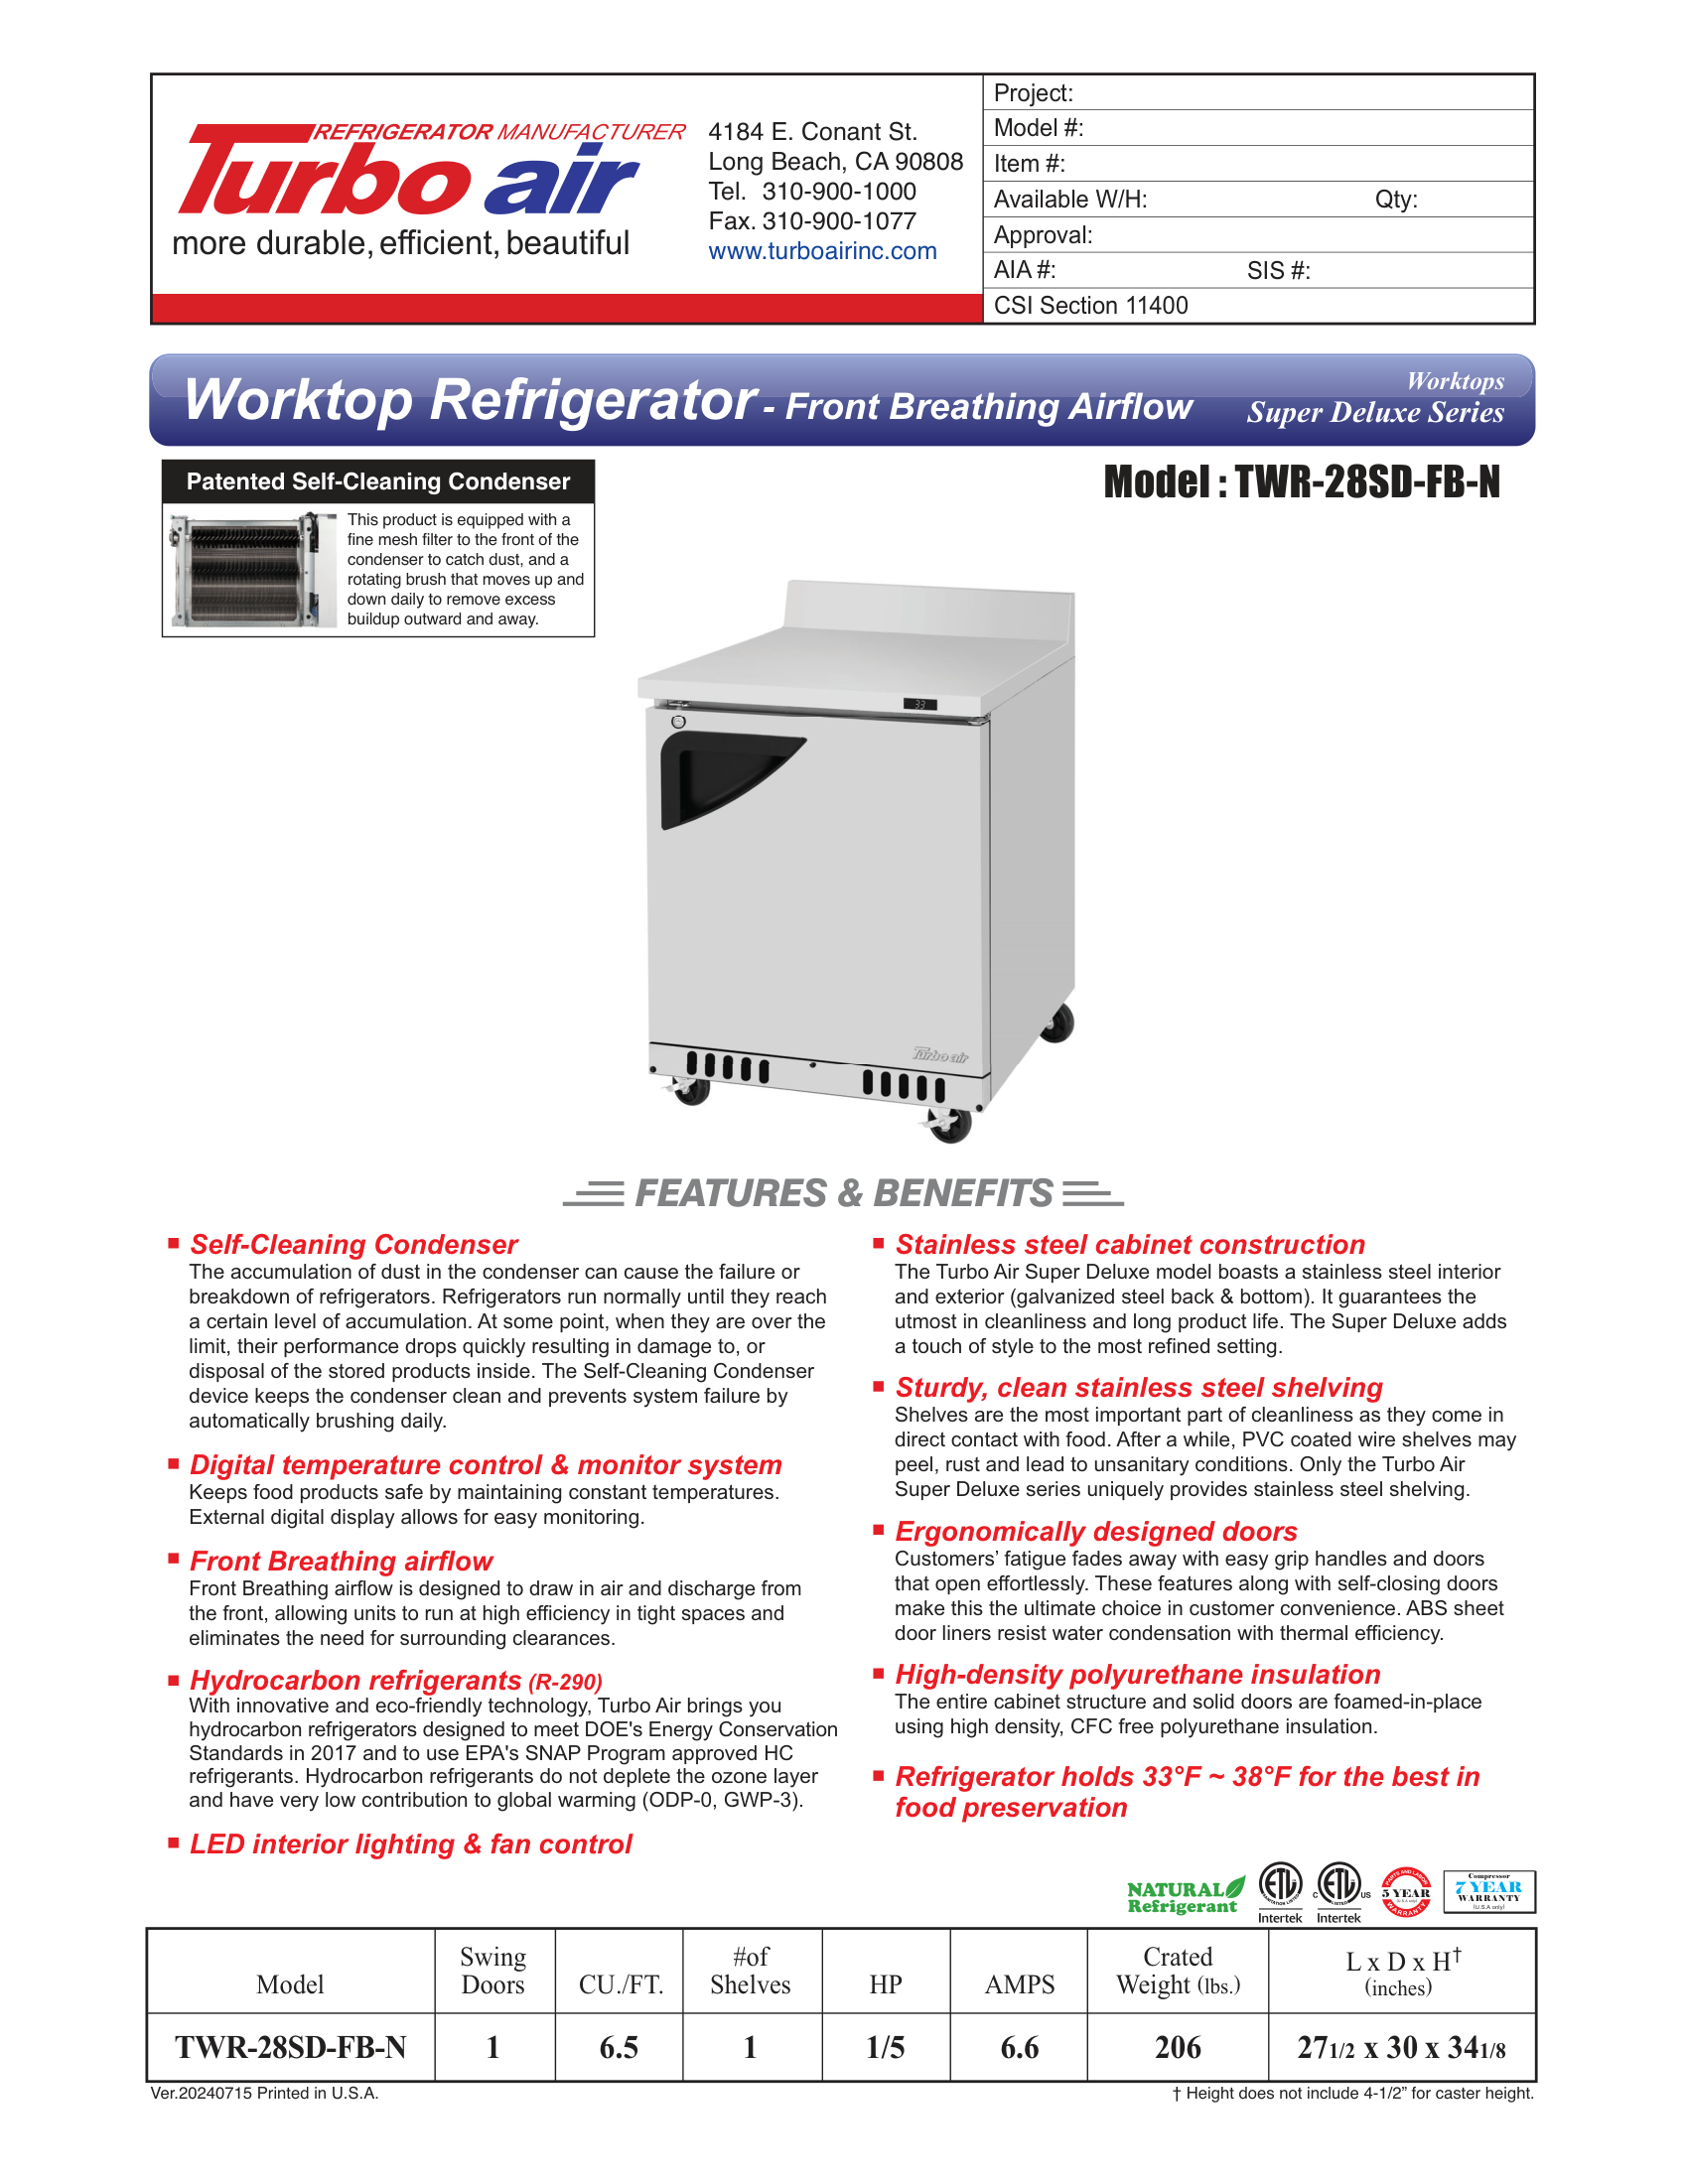 REFRIGERATOR MANUFACTURER
Turbo air
more durable, efficient, beautiful
4184 E. Conant St.
Long Beach, CA 90808
Tel. 310-900-1000
Fax. 310-900-1077
www.turboairinc.com
Project:
Model #:
Item #:
Available W/H: Qty:
Approval:
AIA #: SIS #:
CSI Section 11400
Worktop Refrigerator - Front Breathing Airflow
Worktops
Super Deluxe Series
Patented Self-Cleaning Condenser
This product is equipped with a
fine mesh filter to the front of the
condenser to catch dust, and a
rotating brush that moves up and
down daily to remove excess
buildup outward and away.
Model : TWR-28SD-FB-N
33
Turbo air
FEATURES & BENEFITS
Self-Cleaning Condenser
The accumulation of dust in the condenser can cause the failure or
breakdown of refrigerators. Refrigerators run normally until they reach
a certain level of accumulation. At some point, when they are over the
limit, their performance drops quickly resulting in damage to, or
disposal of the stored products inside. The Self-Cleaning Condenser
device keeps the condenser clean and prevents system failure by
automatically brushing daily.
Digital temperature control & monitor system
Keeps food products safe by maintaining constant temperatures.
External digital display allows for easy monitoring.
Front Breathing airflow
Front Breathing airflow is designed to draw in air and discharge from
the front, allowing units to run at high efficiency in tight spaces and
eliminates the need for surrounding clearances.
Hydrocarbon refrigerants (R-290)
With innovative and eco-friendly technology, Turbo Air brings you
hydrocarbon refrigerators designed to meet DOE's Energy Conservation
Standards in 2017 and to use EPA's SNAP Program approved HC
refrigerants. Hydrocarbon refrigerants do not deplete the ozone layer
and have very low contribution to global warming (ODP-0, GWP-3).
LED interior lighting & fan control
Stainless steel cabinet construction
The Turbo Air Super Deluxe model boasts a stainless steel interior
and exterior (galvanized steel back & bottom). It guarantees the
utmost in cleanliness and long product life. The Super Deluxe adds
a touch of style to the most refined setting.
Sturdy, clean stainless steel shelving
Shelves are the most important part of cleanliness as they come in
direct contact with food. After a while, PVC coated wire shelves may
peel, rust and lead to unsanitary conditions. Only the Turbo Air
Super Deluxe series uniquely provides stainless steel shelving.
Ergonomically designed doors
Customers' fatigue fades away with easy grip handles and doors
that open effortlessly. These features along with self-closing doors
make this the ultimate choice in customer convenience. ABS sheet
door liners resist water condensation with thermal efficiency.
High-density polyurethane insulation
The entire cabinet structure and solid doors are foamed-in-place
using high density, CFC free polyurethane insulation.
Refrigerator holds 33°F ~ 38°F for the best in
food preservation
NATURAL
Refrigerant
ETL
SANITATION LISTED
Intertek
C ETL US
LISTED
Intertek
PARTS AND LABOR
5 YEAR
(U.S.A only)
WARRANTY
Compressor
7 YEAR
WARRANTY
(U.S.A only)
Model Swing Doors CU./FT. #of Shelves HP AMPS Crated Weight (lbs.) L x D x H† (inches)
TWR-28SD-FB-N 1 6.5 1 1/5 6.6 206 271/2 x 30 x 341/8
Ver.20240715 Printed in U.S.A.
† Height does not include 4-1/2” for caster height.